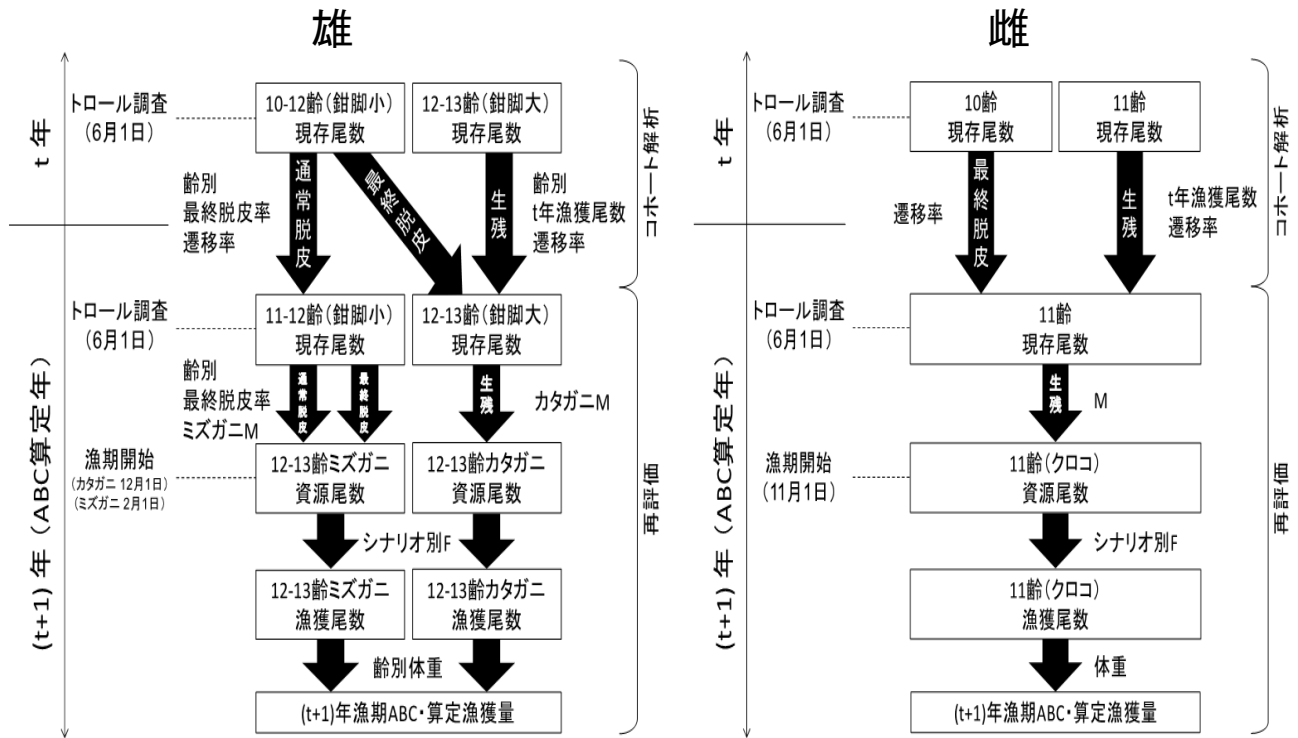 雄
t 年
トロール調査
(6月1日)
10-12齢(鉗脚小)
現存尾数
12-13齢(鉗脚大)
現存尾数
齢別
最終脱皮率
遷移率
通常脱皮
最終脱皮
生残
齢別
t年漁獲尾数
遷移率
コホート解析
(t+1) 年 (ABC算定年)
トロール調査
(6月1日)
11-12齢(鉗脚小)
現存尾数
12-13齢(鉗脚大)
現存尾数
齢別
最終脱皮率
ミズガニM
通常脱皮
最終脱皮
生残
カタガニM
漁期開始
(カタガニ 12月1日)
(ミズガニ 2月1日)
12-13齢ミズガニ
資源尾数
12-13齢カタガニ
資源尾数
シナリオ別F
12-13齢ミズガニ
漁獲尾数
12-13齢カタガニ
漁獲尾数
齢別体重
(t+1)年漁期ABC・算定漁獲量
再評価
雌
t 年
トロール調査
(6月1日)
10齢
現存尾数
11齢
現存尾数
遷移率
最終脱皮
生残
t年漁獲尾数
遷移率
コホート解析
(t+1) 年 (ABC算定年)
トロール調査
(6月1日)
11齢
現存尾数
生残
M
漁期開始
(11月1日)
11齢(クロコ)
資源尾数
シナリオ別F
11齢(クロコ)
漁獲尾数
体重
(t+1)年漁期ABC・算定漁獲量
再評価